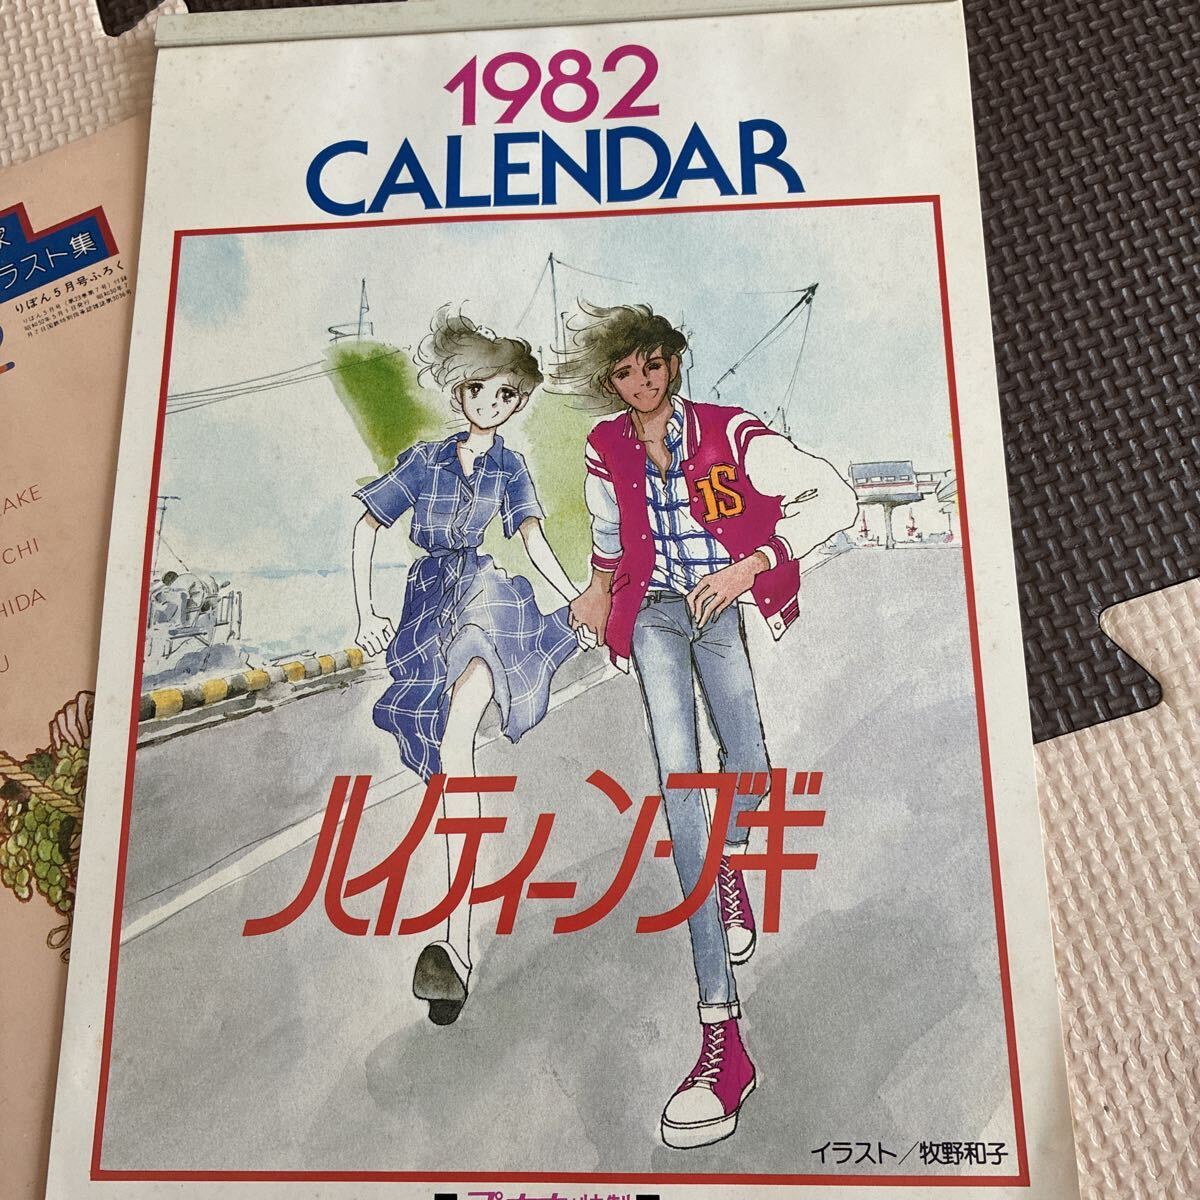 1982
CALENDAR
ラスト集
りぼん5月号ふろく
AKE
CHI
HIDA
U
1S
ハイティーン・ブギ
イラスト／牧野和子